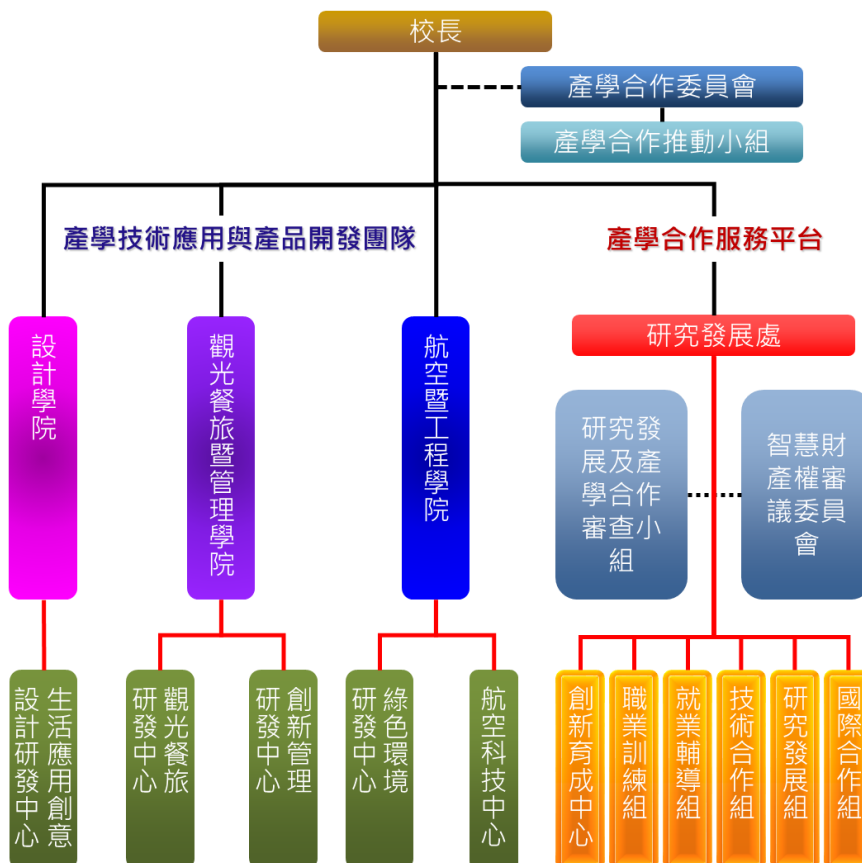 校長
產學合作委員會
產學合作推動小組
產學技術應用與產品開發團隊
產學合作服務平台
設計學院
觀光餐旅暨管理學院
航空暨工程學院
研究發展處
研究發
展及產
學合作
審查小
組
智慧財
產權審
議委員
會
生活應用創意
設計研發中心
觀光餐旅
研發中心
創新管理
研發中心
綠色環境
研發中心
航空科技中心
創新育成中心
職業訓練組
就業輔導組
技術合作組
研究發展組
國際合作組